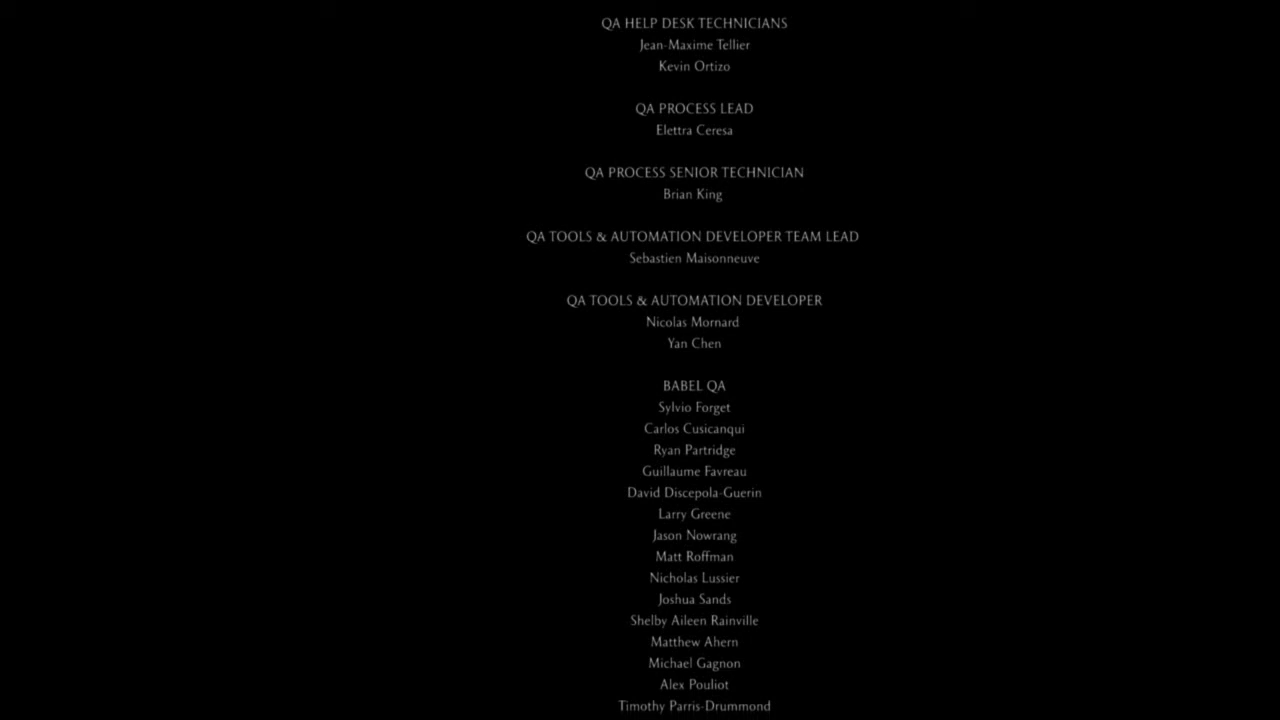 QA HELP DESK TECHNICIANS
Jean-Maxime Tellier
Kevin Ortizo
QA PROCESS LEAD
Elettra Ceresa
QA PROCESS SENIOR TECHNICIAN
Brian King
QA TOOLS & AUTOMATION DEVELOPER TEAM LEAD
Sebastien Maisonneuve
QA TOOLS & AUTOMATION DEVELOPER
Nicolas Mornard
Yan Chen
BABEL QA
Sylvio Forget
Carlos Cusicanqui
Ryan Partridge
Guillaume Favreau
David Discepola-Guerin
Larry Greene
Jason Nowrang
Matt Roffman
Nicholas Lussier
Joshua Sands
Shelby Aileen Rainville
Matthew Ahern
Michael Gagnon
Alex Pouliot
Timothy Parris-Drummond